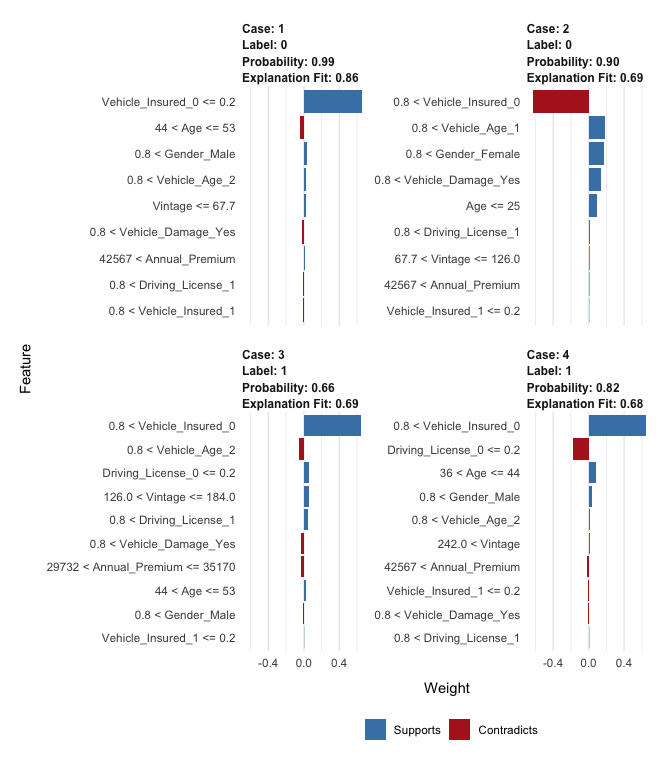 Case: 1
Label: 0
Probability: 0.99
Explanation Fit: 0.86
Vehicle_Insured_0 <= 0.2
44 < Age <= 53
0.8 < Gender_Male
0.8 < Vehicle_Age_2
Vintage <= 67.7
0.8 < Vehicle_Damage_Yes
42567 < Annual_Premium
0.8 < Driving_License_1
0.8 < Vehicle_Insured_1
Case: 2
Label: 0
Probability: 0.90
Explanation Fit: 0.69
0.8 < Vehicle_Insured_0
0.8 < Vehicle_Age_1
0.8 < Gender_Female
0.8 < Vehicle_Damage_Yes
Age <= 25
0.8 < Driving_License_1
67.7 < Vintage <= 126.0
42567 < Annual_Premium
Vehicle_Insured_1 <= 0.2
Feature
Case: 3
Label: 1
Probability: 0.66
Explanation Fit: 0.69
0.8 < Vehicle_Insured_0
0.8 < Vehicle_Age_2
Driving_License_0 <= 0.2
126.0 < Vintage <= 184.0
0.8 < Driving_License_1
0.8 < Vehicle_Damage_Yes
29732 < Annual_Premium <= 35170
44 < Age <= 53
0.8 < Gender_Male
Vehicle_Insured_1 <= 0.2
-0.4 0.0 0.4
Case: 4
Label: 1
Probability: 0.82
Explanation Fit: 0.68
0.8 < Vehicle_Insured_0
Driving_License_0 <= 0.2
36 < Age <= 44
0.8 < Gender_Male
0.8 < Vehicle_Age_2
242.0 < Vintage
42567 < Annual_Premium
Vehicle_Insured_1 <= 0.2
0.8 < Vehicle_Damage_Yes
0.8 < Driving_License_1
-0.4 0.0 0.4
Weight
Supports Contradicts